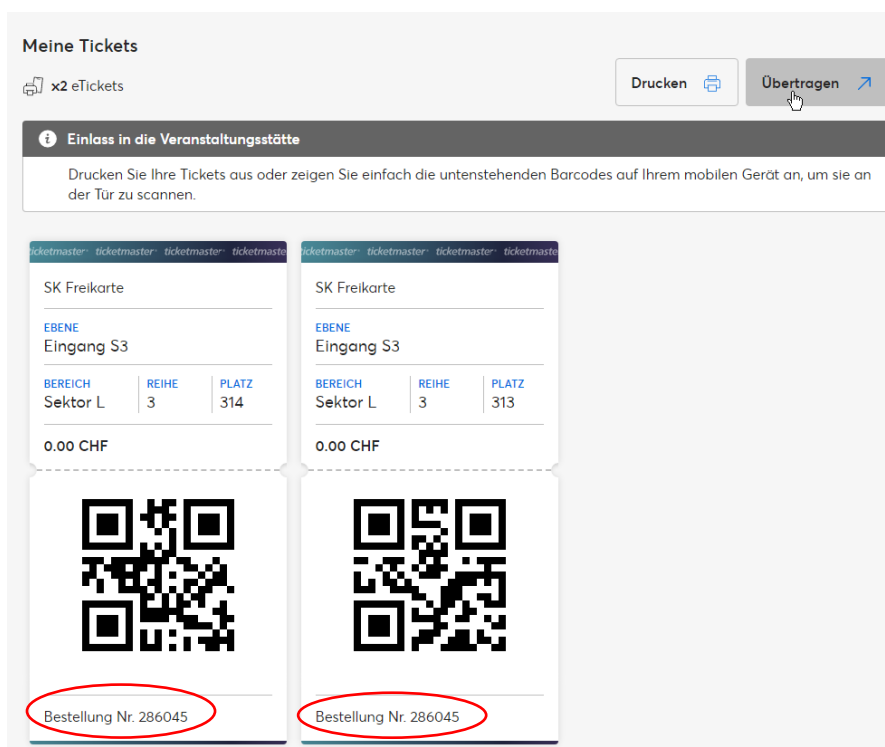 Meine Tickets
x2 eTickets
Drucken
Übertragen
Einlass in die Veranstaltungsstätte
Drucken Sie Ihre Tickets aus oder zeigen Sie einfach die untenstehenden Barcodes auf Ihrem mobilen Gerät an, um sie an
der Tür zu scannen.
ticketmaster ticketmaster ticketmaster ticketmaste
SK Freikarte
EBENE
Eingang S3
BEREICH REIHE PLATZ
Sektor L 3 314
0.00 CHF
Bestellung Nr. 286045
ticketmaster ticketmaster ticketmaster ticketmaste
SK Freikarte
EBENE
Eingang S3
BEREICH REIHE PLATZ
Sektor L 3 313
0.00 CHF
Bestellung Nr. 286045